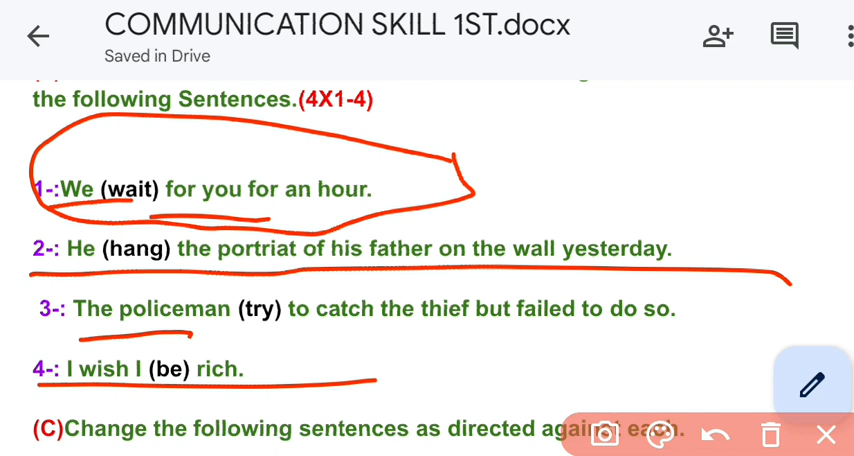 COMMUNICATION SKILL 1ST.docx
Saved in Drive
the following Sentences.(4X1-4)
1-:We (wait) for you for an hour.
2-: He (hang) the portriat of his father on the wall yesterday.
3-: The policeman (try) to catch the thief but failed to do so.
4-: I wish I (be) rich.
(C)Change the following sentences as directed against each.